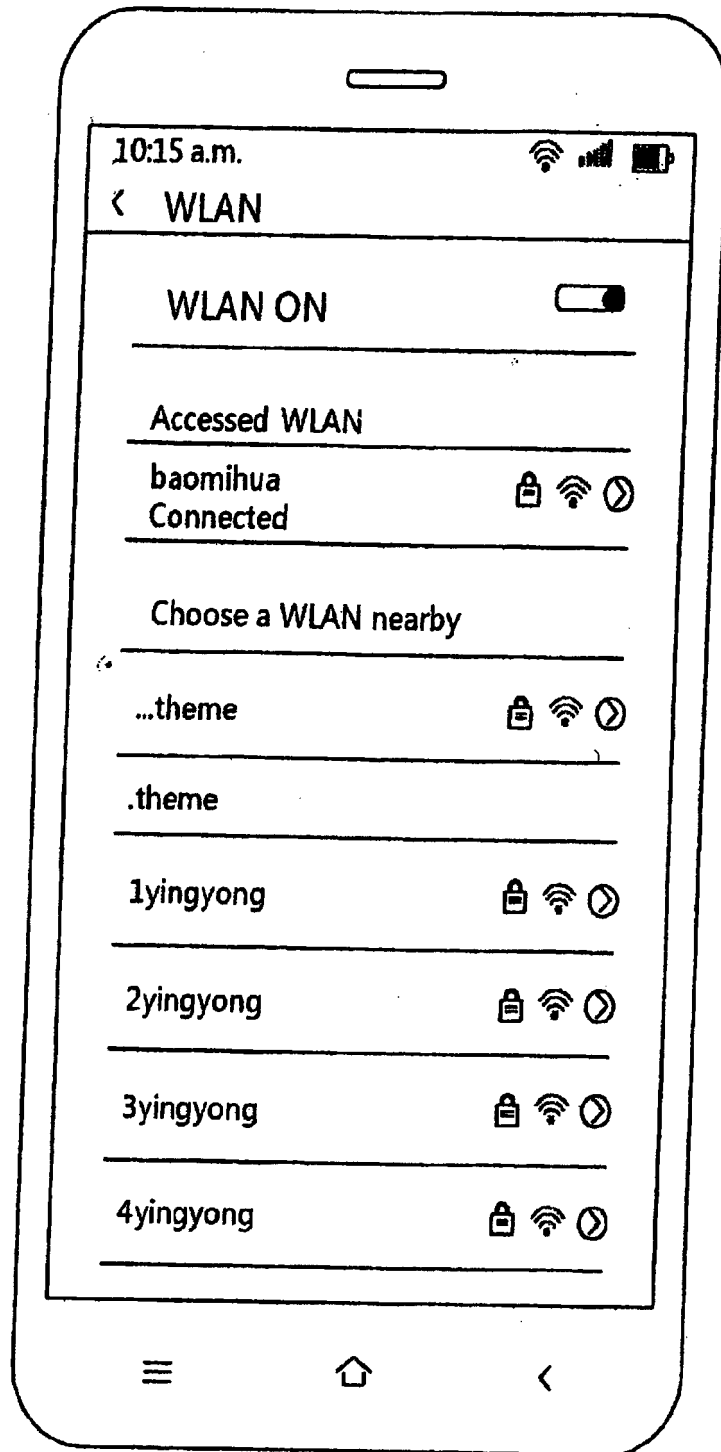 10:15 a.m.
WLAN
WLAN ON
Accessed WLAN
baomihua
Connected
Choose a WLAN nearby
...theme
.theme
1yingyong
2yingyong
3yingyong
4yingyong